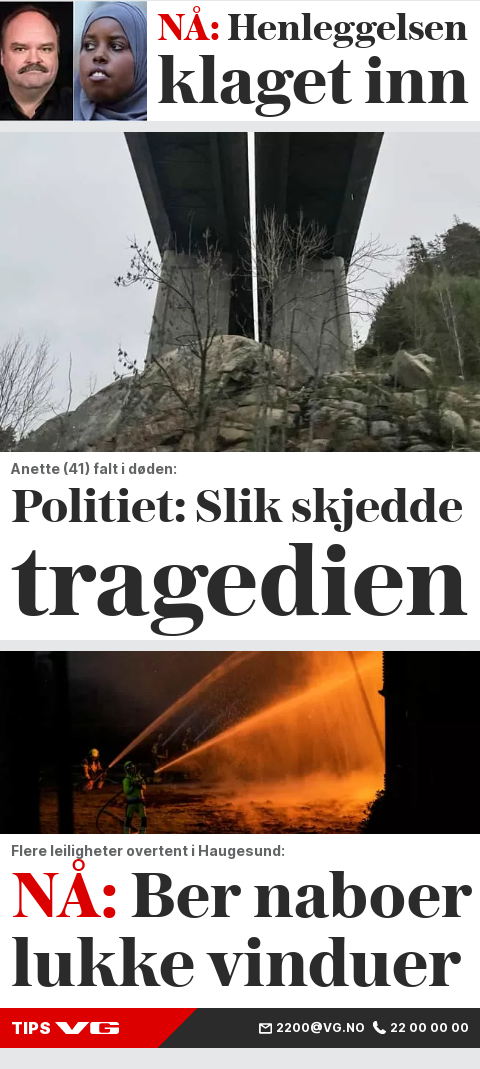 NÅ: Henleggelsen
klaget inn
Anette (41) falt i døden:
Politiet: Slik skjedde
tragedien
Flere leiligheter overtent i Haugesund:
NÅ: Ber naboer
lukke vinduer
TIPS VG
2200@VG.NO 22 00 00 00